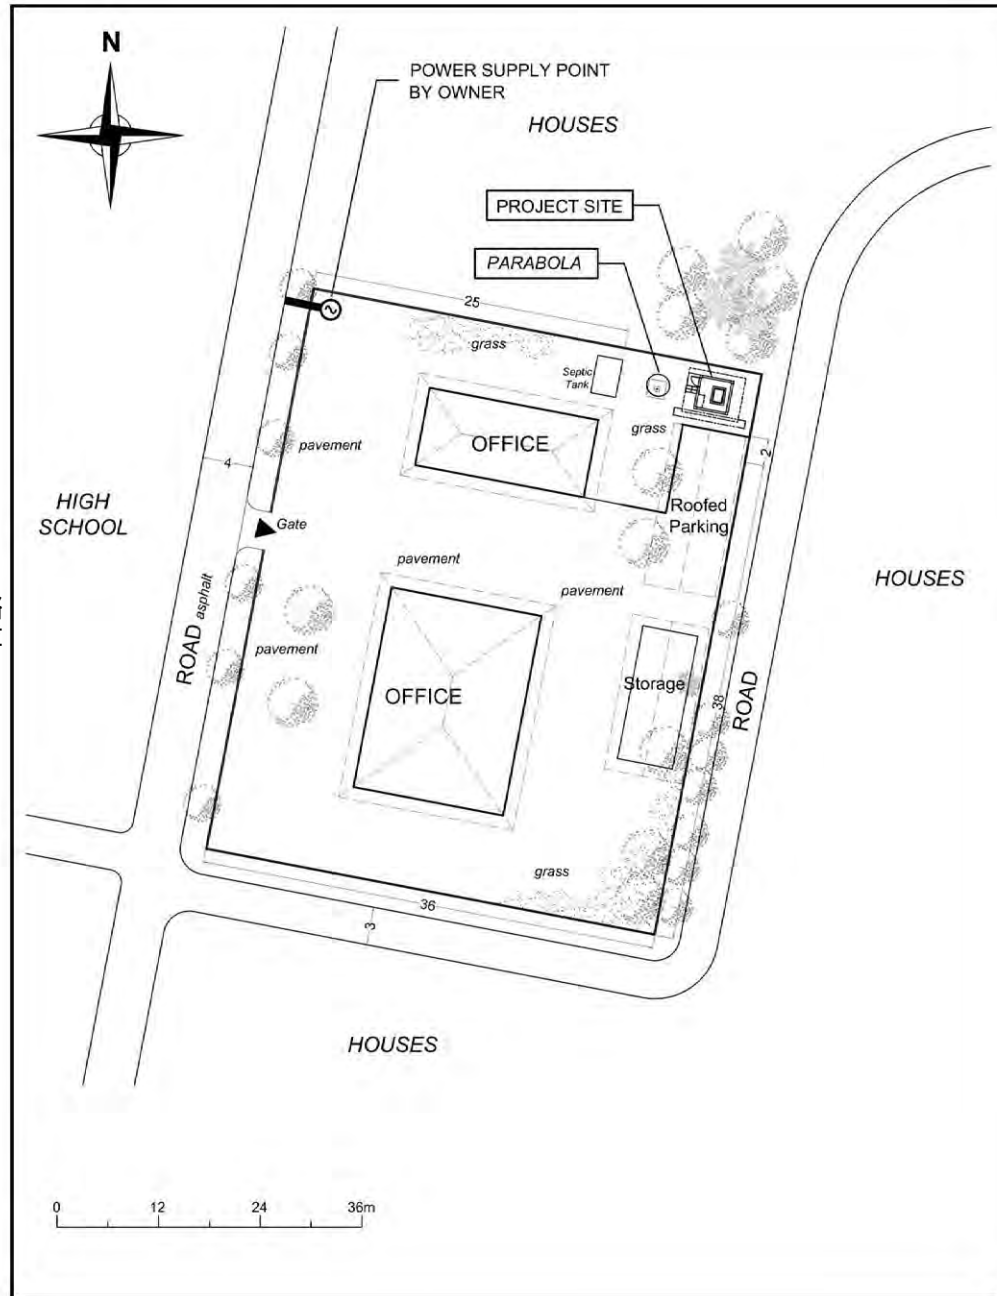 N
POWER SUPPLY POINT
BY OWNER
HOUSES
PROJECT SITE
PARABOLA
25
grass
Septic
Tank
OFFICE
grass
pavement
4
2
HIGH
SCHOOL
Roofed
Parking
Gate
pavement
pavement
HOUSES
ROAD asphalt
pavement
OFFICE
Storage
38
ROAD
grass
36
3
HOUSES
0 12 24 36m